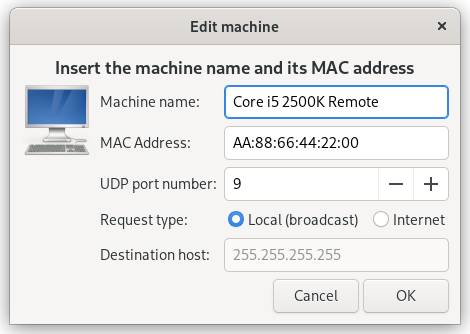 Edit machine
Insert the machine name and its MAC address
Machine name: Core i5 2500K Remote
MAC Address: AA:88:66:44:22:00
UDP port number: 9
Request type: Local (broadcast) Internet
Destination host: 255.255.255.255
Cancel OK